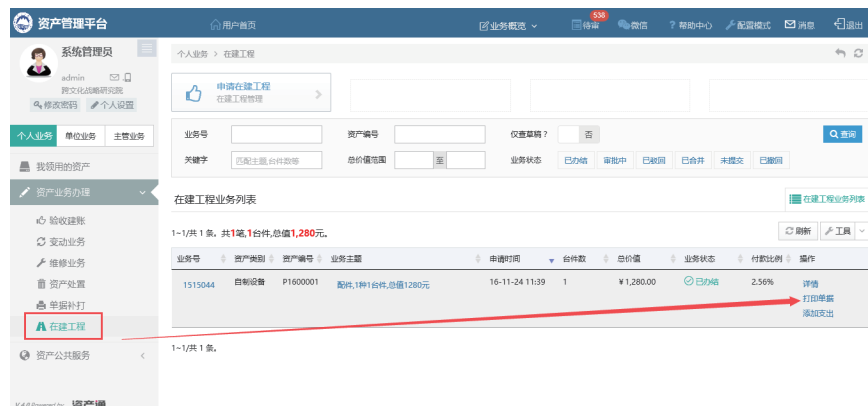 资产管理平台
用户首页
业务概览
待审
538
微信
? 帮助中心
配置模式
消息
退出
系统管理员
admin
跨文化战略研究院
修改密码
个人设置
个人业务 > 在建工程
申请在建工程
在建工程管理
个人业务 单位业务 主管业务
业务号
资产编号
仅查草稿?
否
查询
关键字
匹配主题,台件数等
总价值范围
至
业务状态
已办结 审批中 已驳回 已合并 未提交 已撤回
我领用的资产
资产业务办理
验收建账
变动业务
维修业务
资产处置
单据补打
在建工程
资产公共服务
在建工程业务列表
在建工程业务列表
1~1/共 1 条。共1笔,1台件,总值1,280元。
刷新
工具
业务号 资产类别 资产编号 业务主题 申请时间 台件数 总价值 业务状态 付款比例 操作
1515044 自制设备 P1600001 配件,1种1台件,总值1280元 16-11-24 11:39 1 ¥1,280.00 已办结 2.56% 详情
打印单据
添加支出
1~1/共 1 条。
Powered by 资产通